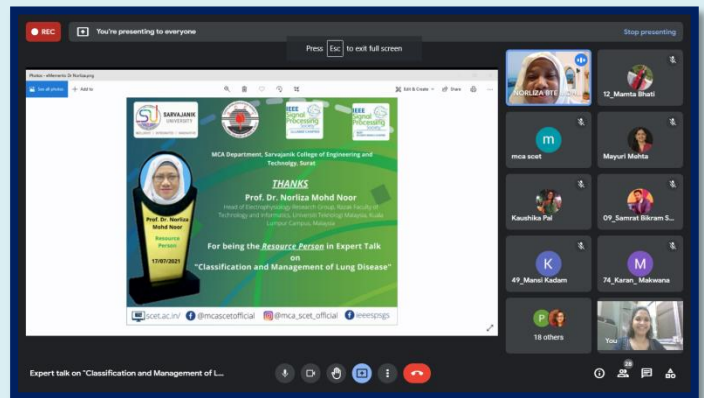 REC
You're presenting to everyone
Stop presenting
Press Esc to exit full screen
Photos - eMemento Dr Norliza.png
See all photos
Add to
Edit & Create
Share
SARVAJANIK
UNIVERSITY
IEEE
Signal
Processing
Society
IEEE
Signal
Processing
Society
MCA Department, Sarvajanik College of Engineering and
Technolgy, Surat
THANKS
Prof. Dr. Norliza Mohd Noor
Head of Electrophysiology Research Group, Razak Faculty of
Technology and Informatics, Universiti Teknologi Malaysia, Kuala
Lumpur Campus, Malaysia
For being the Resource Person in Expert Talk
on
"Classification and Management of Lung Disease"
Prof. Dr. Norliza
Mohd Noor
Resource
Person
17/07/2021
scet.ac.in/
@mcascetofficial
@mca_scet_official
ieeespsgs
NORLIZA BTE
12_Mamta Bhati
m
mca scet
Mayuri Mehta
Kaushika Pal
09_Samrat Bikram S...
K
49_Mansi Kadam
M
74_Karan_ Makwana
P
18 others
You
Expert talk on "Classification and Management of L...
28